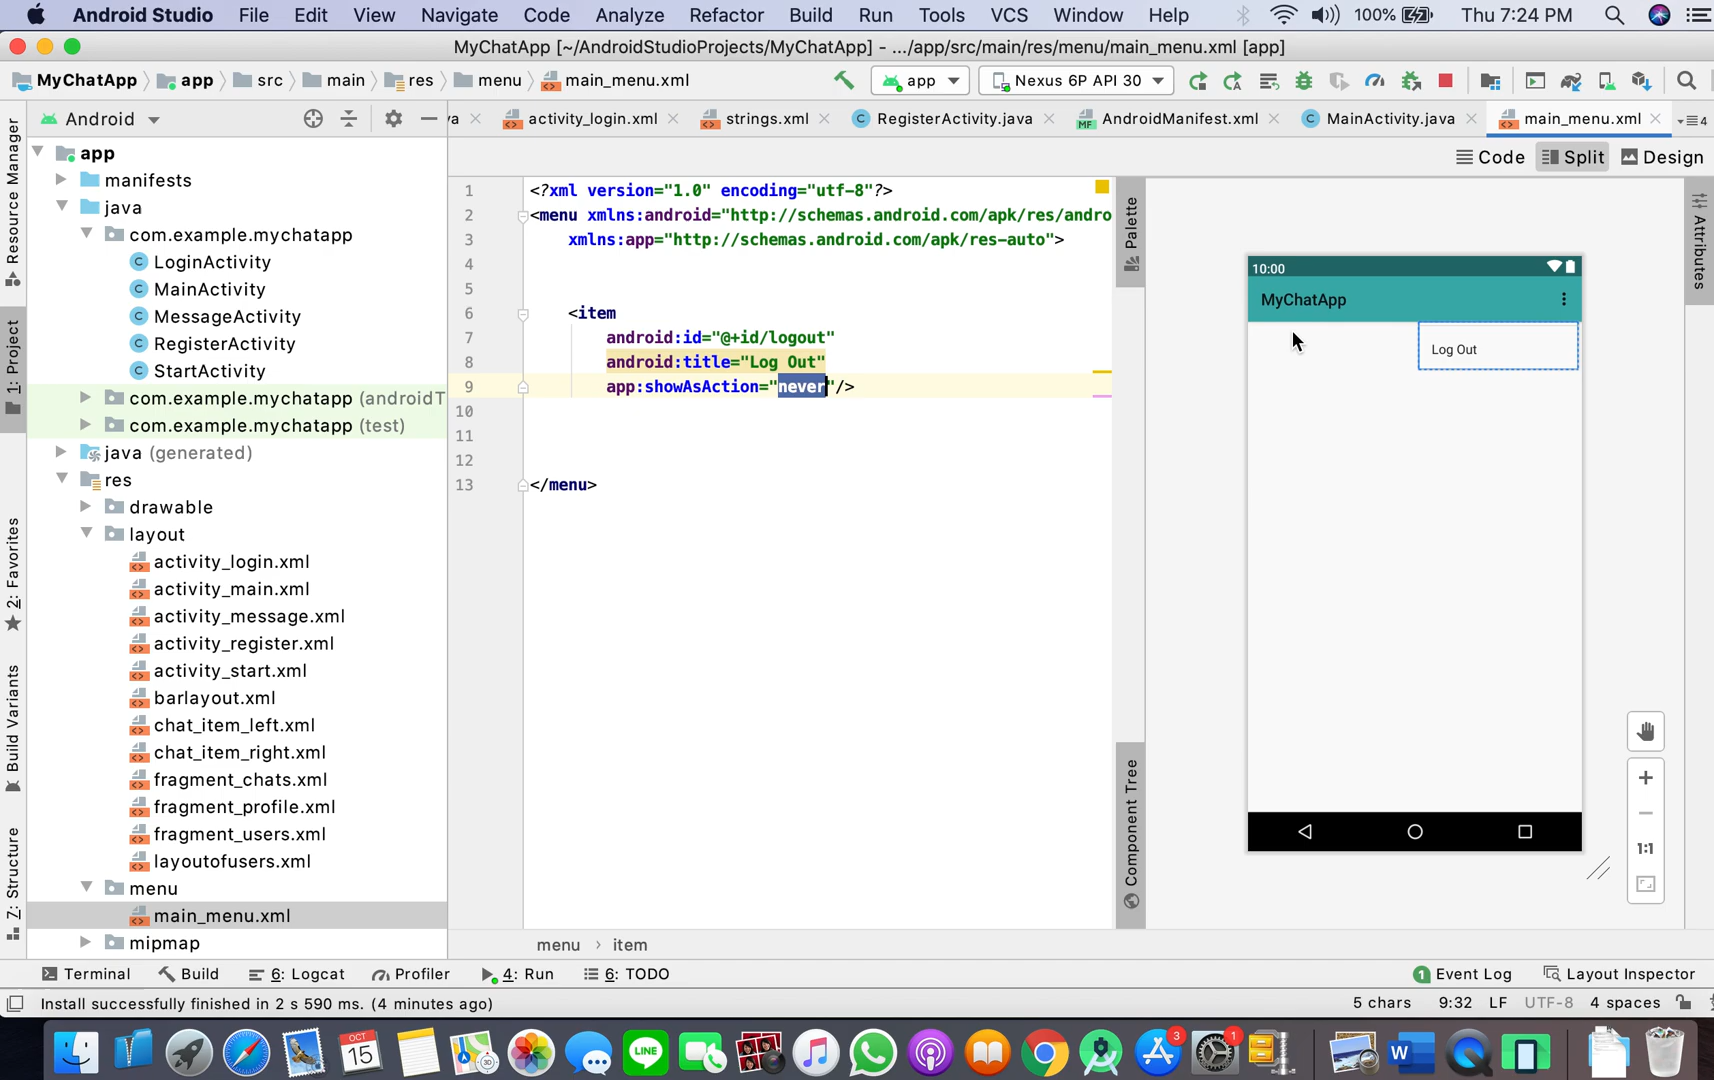 Android Studio File Edit View Navigate Code Analyze Refactor Build Run Tools VCS Window Help 100% Thu 7:24 PM
MyChatApp [~/AndroidStudioProjects/MyChatApp] - .../app/src/main/res/menu/main_menu.xml [app]
MyChatApp app src main res menu main_menu.xml app Nexus 6P API 30
Android va activity_login.xml strings.xml RegisterActivity.java AndroidManifest.xml MainActivity.java main_menu.xml 4
Code Split Design
Resource Manager
1: Project
2: Favorites
Build Variants
7: Structure
app
manifests
java
com.example.mychatapp
LoginActivity
MainActivity
MessageActivity
RegisterActivity
StartActivity
com.example.mychatapp (androidT
com.example.mychatapp (test)
java (generated)
res
drawable
layout
activity_login.xml
activity_main.xml
activity_message.xml
activity_register.xml
activity_start.xml
barlayout.xml
chat_item_left.xml
chat_item_right.xml
fragment_chats.xml
fragment_profile.xml
fragment_users.xml
layoutofusers.xml
menu
main_menu.xml
mipmap
1 <?xml version="1.0" encoding="utf-8"?>
2 <menu xmlns:android="http://schemas.android.com/apk/res/andro
3 xmlns:app="http://schemas.android.com/apk/res-auto">
4
5
6 <item
7 android:id="@+id/logout"
8 android:title="Log Out"
9 app:showAsAction="never"/>
10
11
12
13 </menu>
menu item
Palette
Component Tree
10:00
MyChatApp
Log Out
1:1
Attributes
Terminal Build 6: Logcat Profiler 4: Run 6: TODO 1 Event Log Layout Inspector
Install successfully finished in 2 s 590 ms. (4 minutes ago) 5 chars 9:32 LF UTF-8 4 spaces
OCT
15
LINE
30
3
1
W